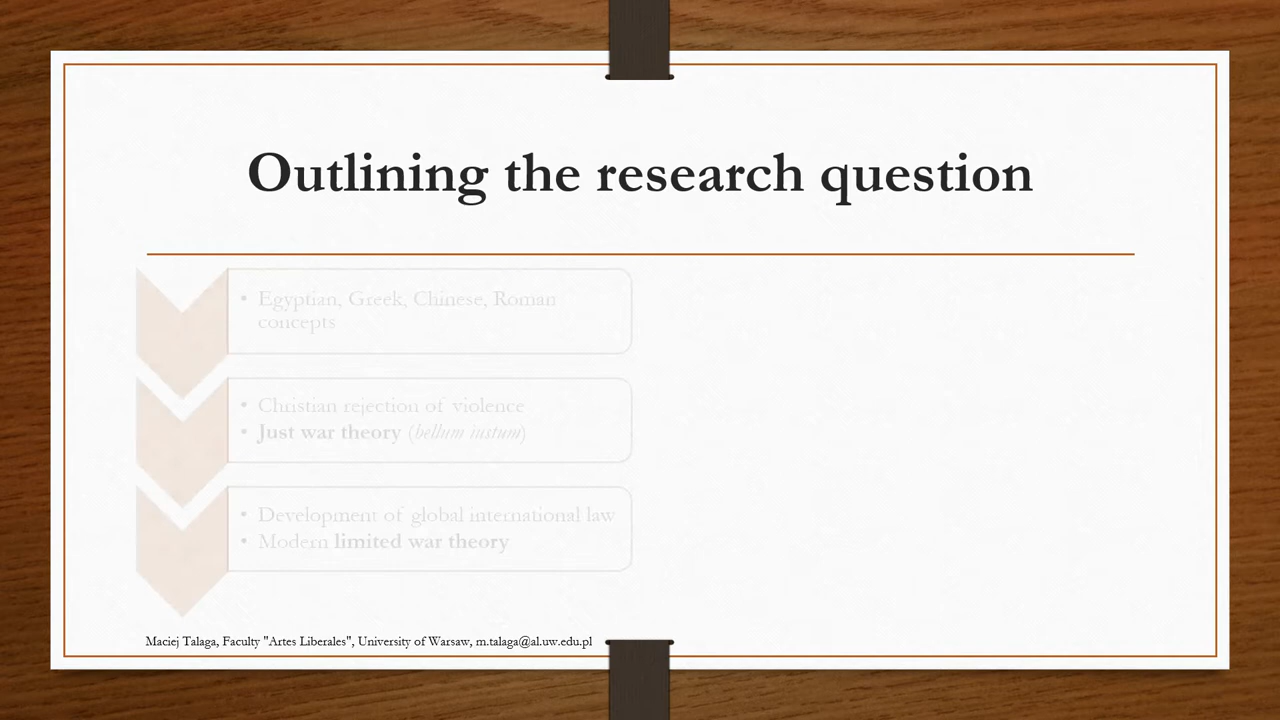 Outlining the research question
• Egyptian, Greek, Chinese, Roman
concepts
• Christian rejection of violence
• Just war theory (bellum iustum)
• Development of global international law
• Modern limited war theory
Maciej Talaga, Faculty "Artes Liberales", University of Warsaw, m.talaga@al.uw.edu.pl